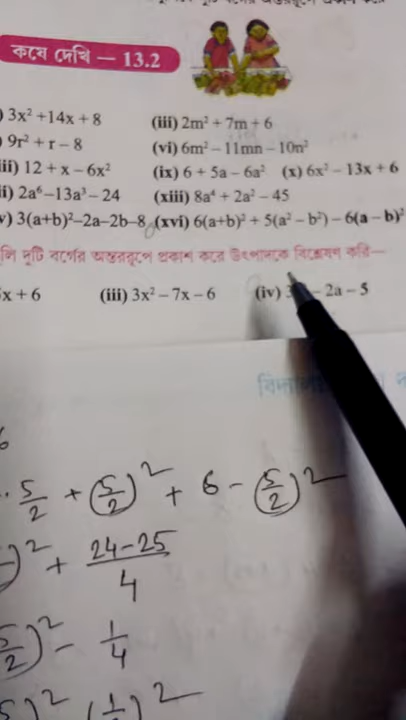 কষে দেখি — 13.2
3x² +14x + 8 (iii) 2m² + 7m + 6
9r² + r – 8 (vi) 6m² – 11mn – 10n²
12 + x – 6x² (ix) 6 + 5a – 6a² (x) 6x² – 13x + 6
2a⁶ –13a³ – 24 (xiii) 8a⁴ + 2a² – 45
3(a+b)²–2a–2b–8 (xvi) 6(a+b)² + 5(a² – b²) – 6(a – b)²
দুটি বর্গের অন্তররূপে প্রকাশ করে উৎপাদকে বিশ্লেষণ করি—
x + 6 (iii) 3x² – 7x – 6 (iv) – 2a – 5
6
. 5/2 + (5/2)² + 6 – (5/2)²
)² + (24–25)/4
5/2)² – 1/4
)² (1/
)²